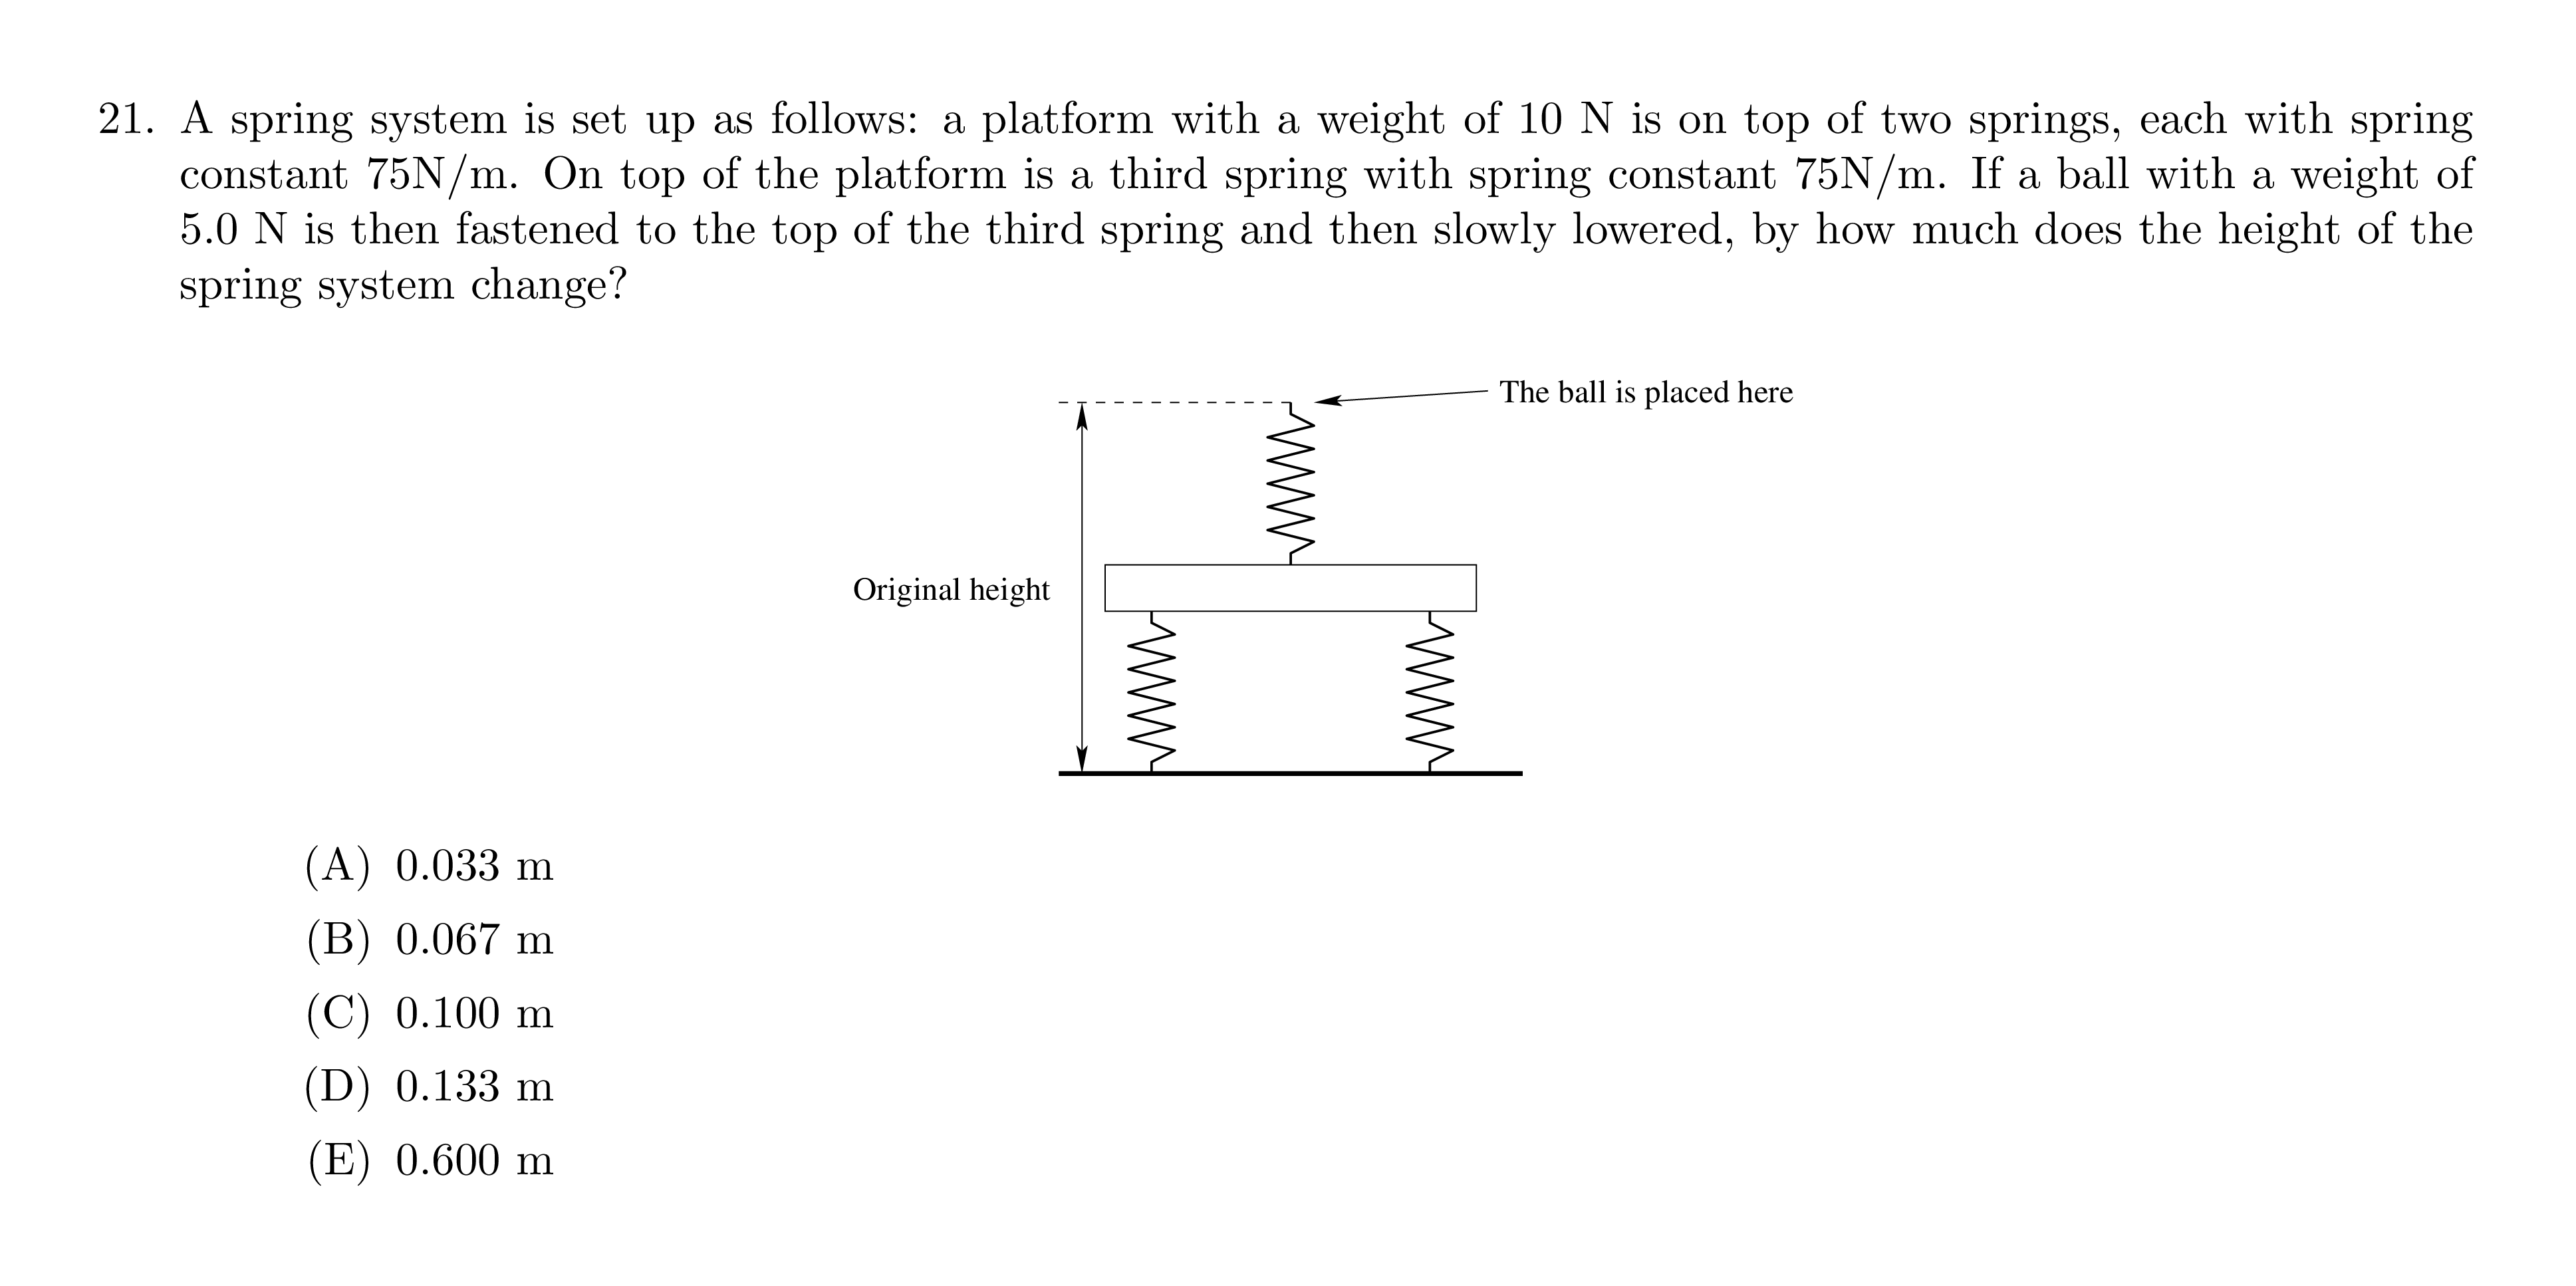 21. A spring system is set up as follows: a platform with a weight of 10 N is on top of two springs, each with spring
constant 75N/m. On top of the platform is a third spring with spring constant 75N/m. If a ball with a weight of
5.0 N is then fastened to the top of the third spring and then slowly lowered, by how much does the height of the
spring system change?
The ball is placed here
Original height
(A) 0.033 m
(B) 0.067 m
(C) 0.100 m
(D) 0.133 m
(E) 0.600 m